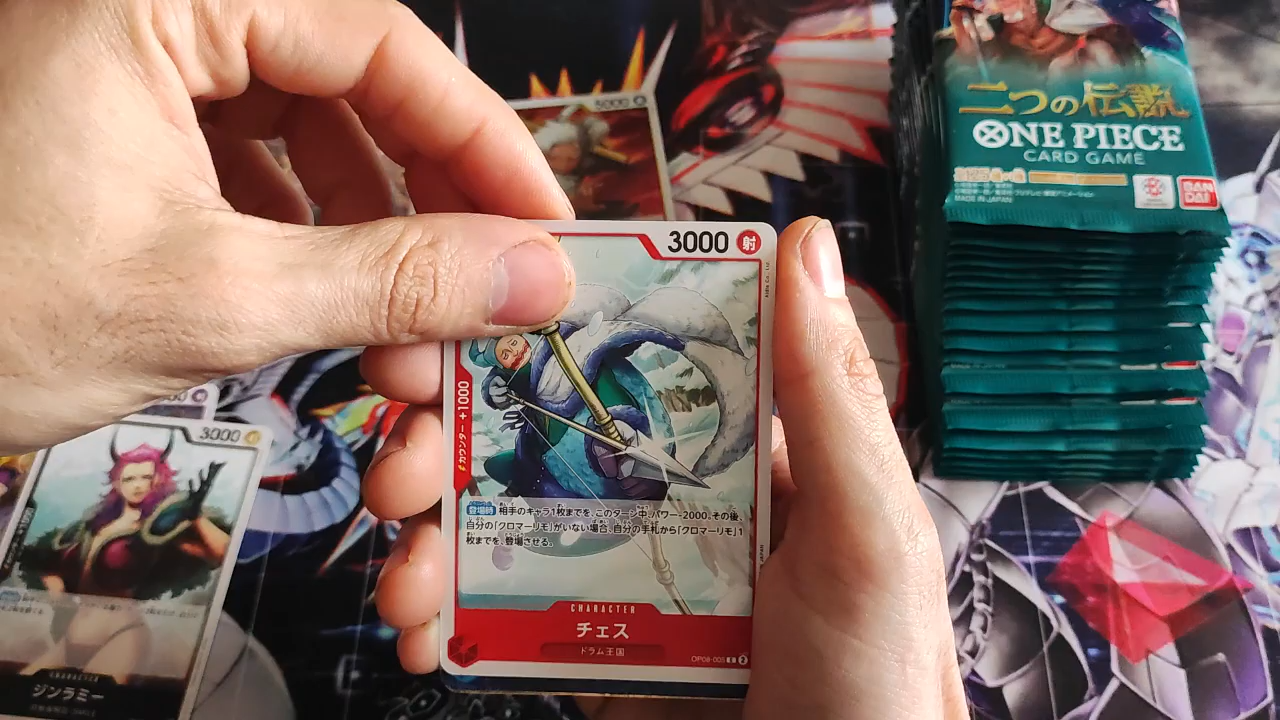 二つの伝説
ONE PIECE
CARD GAME
MADE IN JAPAN
BAN
DAI
5000
3000 射
カウンター +1000
登場時 相手のキャラ1枚までを、このターン中、パワー-2000。その後、
自分の「クロマーリモ」がいない場合、自分の手札から「クロマーリモ」1
枚までを、登場させる。
CHARACTER
チェス
ドラム王国
OP08-005 C 2
3000
CHARACTER
ジンラミー